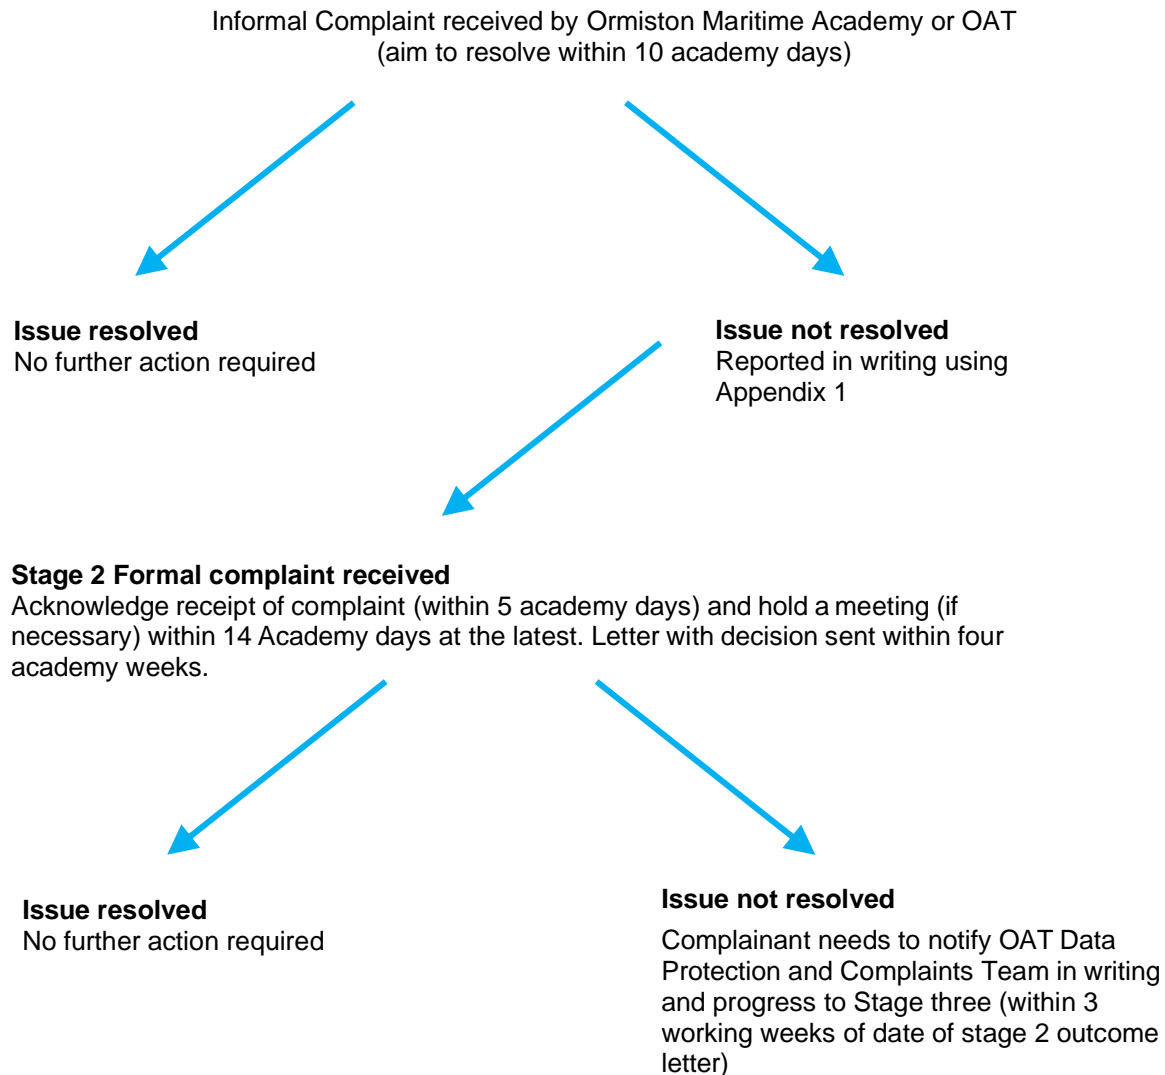 Informal Complaint received by Ormiston Maritime Academy or OAT
(aim to resolve within 10 academy days)
Issue resolved
No further action required
Issue not resolved
Reported in writing using
Appendix 1
Stage 2 Formal complaint received
Acknowledge receipt of complaint (within 5 academy days) and hold a meeting (if
necessary) within 14 Academy days at the latest. Letter with decision sent within four
academy weeks.
Issue resolved
No further action required
Issue not resolved
Complainant needs to notify OAT Data
Protection and Complaints Team in writing
and progress to Stage three (within 3
working weeks of date of stage 2 outcome
letter)